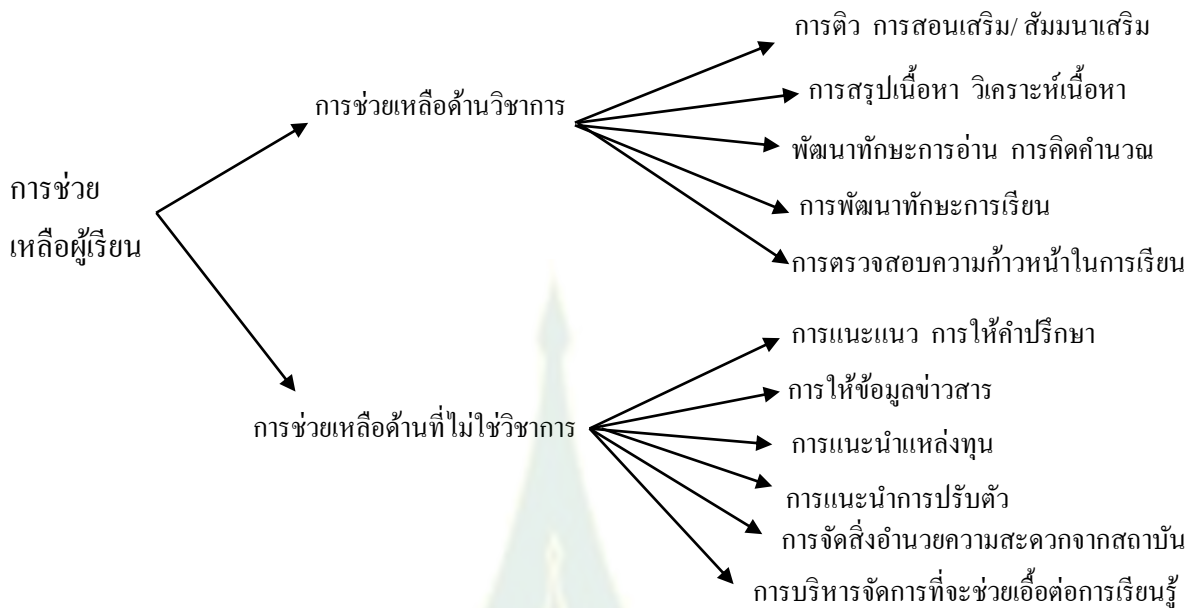 การช่วย
เหลือผู้เรียน
การช่วยเหลือด้านวิชาการ
การติว การสอนเสริม/ สัมมนาเสริม
การสรุปเนื้อหา วิเคราะห์เนื้อหา
พัฒนาทักษะการอ่าน การคิดคำนวณ
การพัฒนาทักษะการเรียน
การตรวจสอบความก้าวหน้าในการเรียน
การช่วยเหลือด้านที่ไม่ใช่วิชาการ
การแนะแนว การให้คำปรึกษา
การให้ข้อมูลข่าวสาร
การแนะนำแหล่งทุน
การแนะนำการปรับตัว
การจัดสิ่งอำนวยความสะดวกจากสถาบัน
การบริหารจัดการที่จะช่วยเอื้อต่อการเรียนรู้